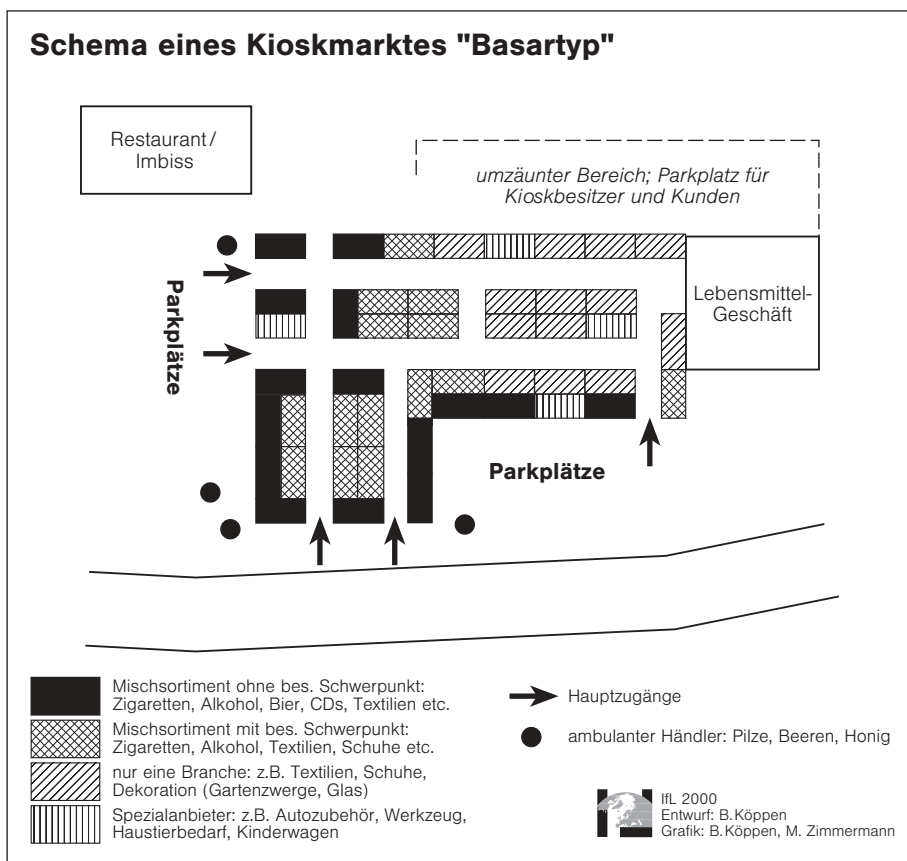 Schema eines Kioskmarktes "Basartyp"
Restaurant/
Imbiss
umzäunter Bereich; Parkplatz für
Kioskbesitzer und Kunden
Parkplätze
Lebensmittel-
Geschäft
Parkplätze
Mischsortiment ohne bes. Schwerpunkt:
Zigaretten, Alkohol, Bier, CDs, Textilien etc.
Mischsortiment mit bes. Schwerpunkt:
Zigaretten, Alkohol, Textilien, Schuhe etc.
nur eine Branche: z.B. Textilien, Schuhe,
Dekoration (Gartenzwerge, Glas)
Spezialanbieter: z.B. Autozubehör, Werkzeug,
Haustierbedarf, Kinderwagen
Hauptzugänge
ambulanter Händler: Pilze, Beeren, Honig
IfL 2000
Entwurf: B.Köppen
Grafik: B.Köppen, M. Zimmermann